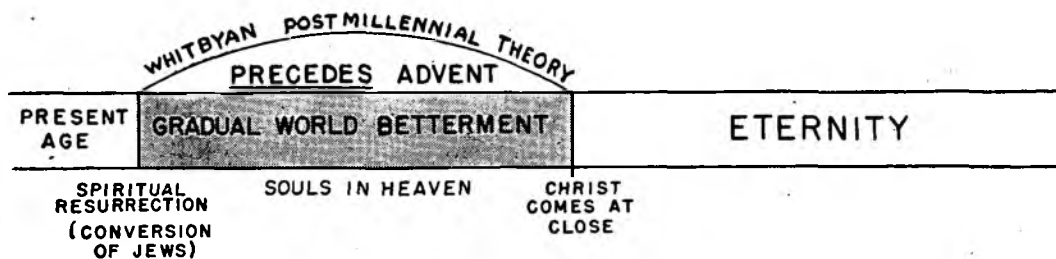 WHITBYAN POSTMILLENNIAL THEORY
PRECEDES ADVENT
PRESENT AGE
GRADUAL WORLD BETTERMENT
ETERNITY
SPIRITUAL
RESURRECTION
(CONVERSION
OF JEWS)
SOULS IN HEAVEN
CHRIST
COMES AT
CLOSE